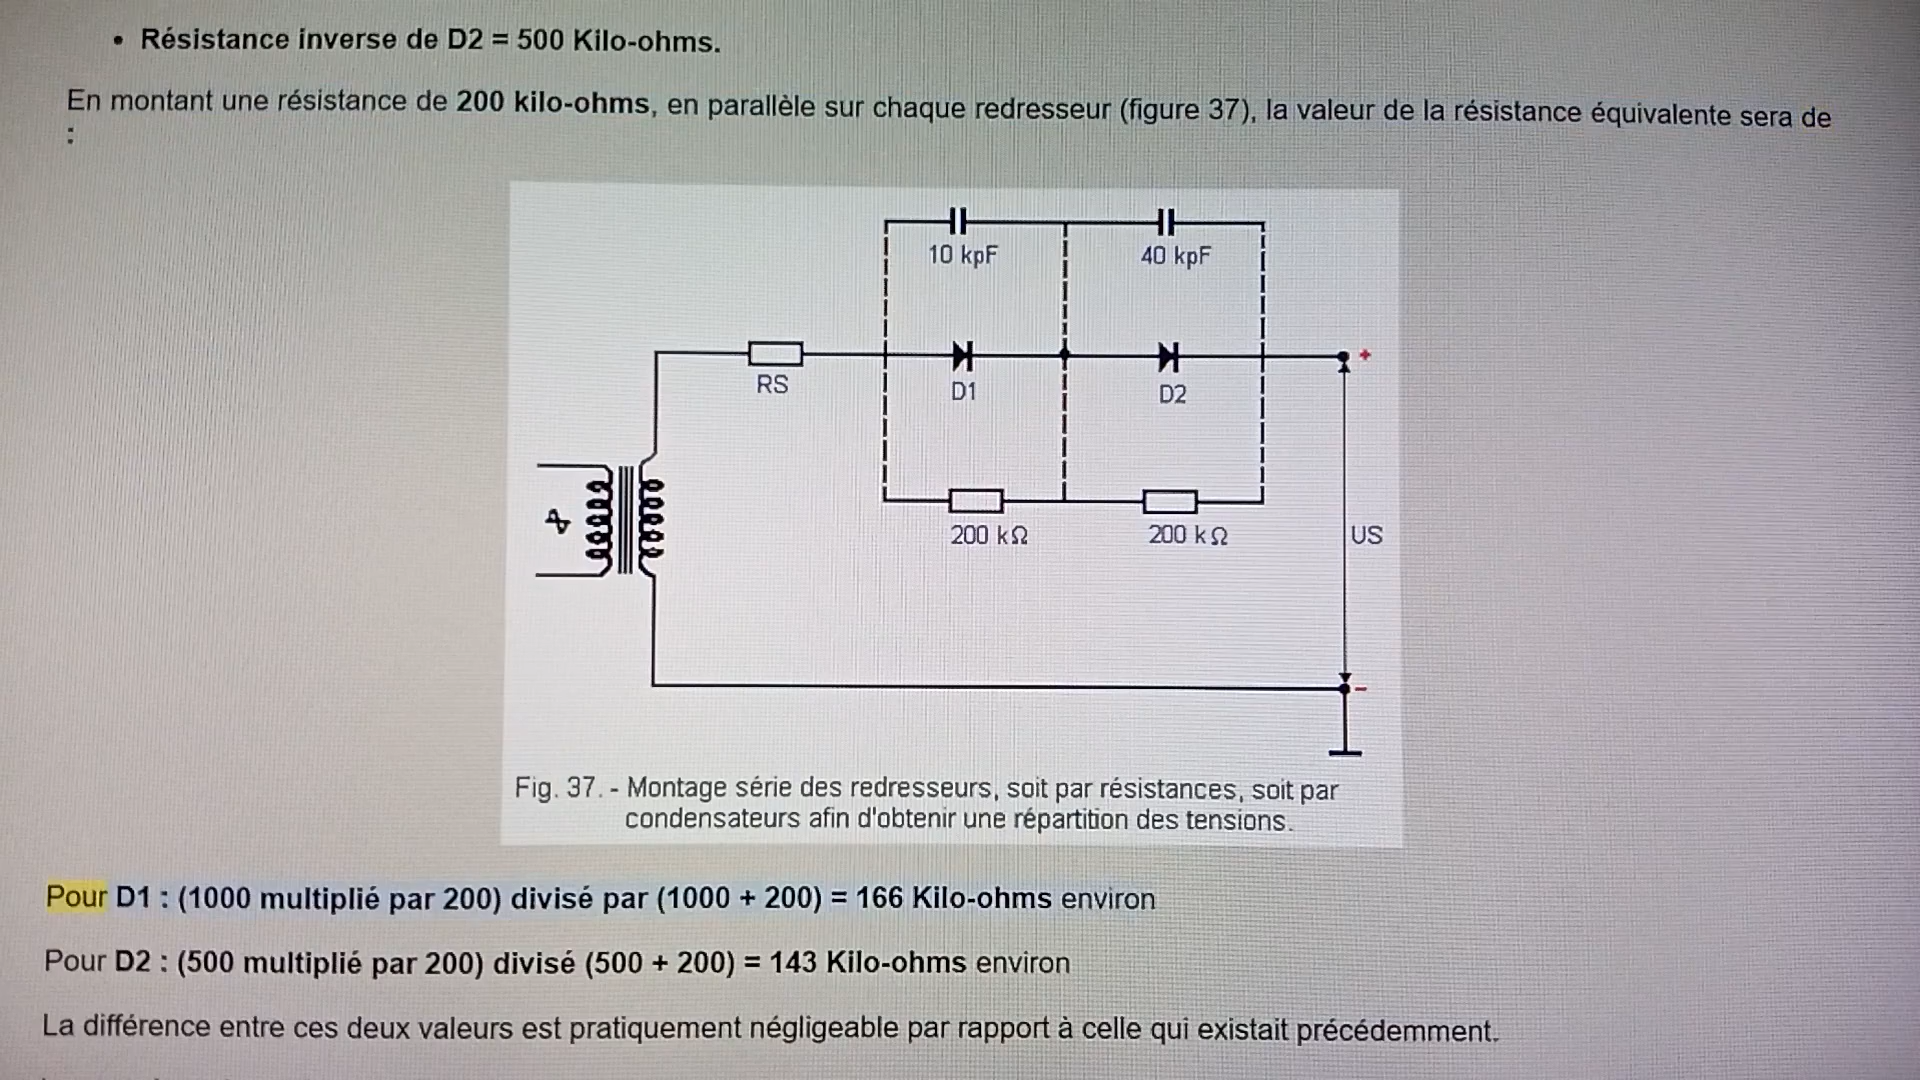 • Résistance inverse de D2 = 500 Kilo-ohms.
En montant une résistance de 200 kilo-ohms, en parallèle sur chaque redresseur (figure 37), la valeur de la résistance équivalente sera de
:
10 kpF
40 kpF
+
RS
D1
D2
200 kΩ
200 kΩ
US
-
Fig. 37. - Montage série des redresseurs, soit par résistances, soit par
condensateurs afin d'obtenir une répartition des tensions.
Pour D1 : (1000 multiplié par 200) divisé par (1000 + 200) = 166 Kilo-ohms environ
Pour D2 : (500 multiplié par 200) divisé (500 + 200) = 143 Kilo-ohms environ
La différence entre ces deux valeurs est pratiquement négligeable par rapport à celle qui existait précédemment.